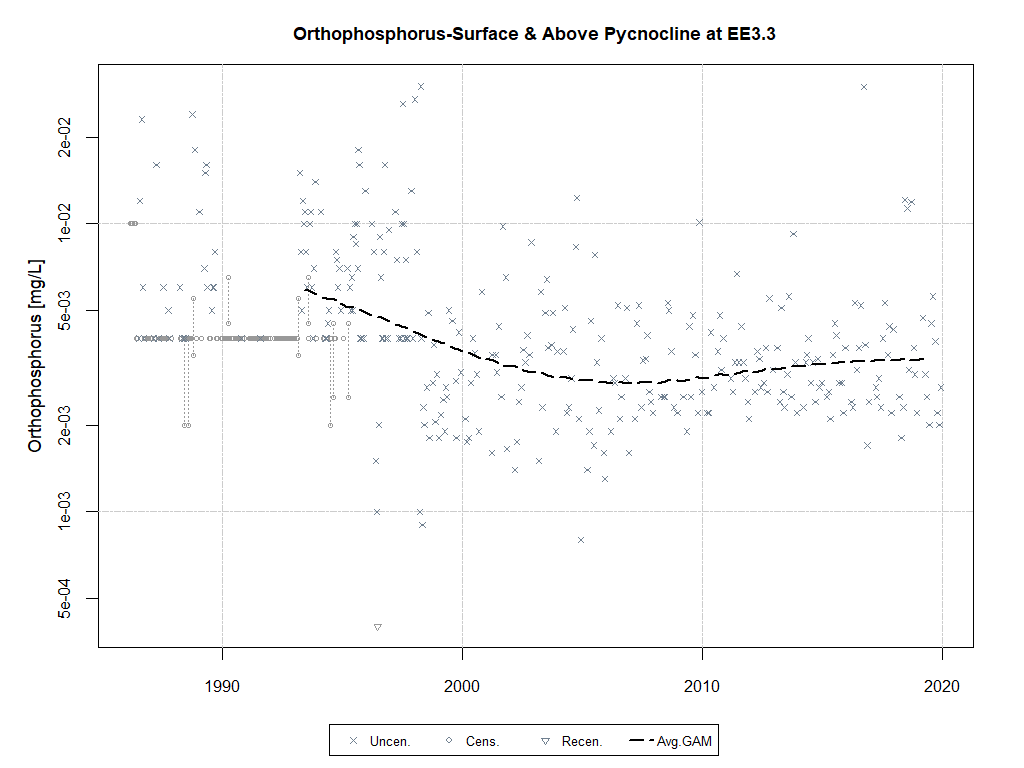 Orthophosphorus-Surface & Above Pycnocline at EE3.3
Orthophosphorus [mg/L]
2e-02
1e-02
5e-03
2e-03
1e-03
5e-04
1990 2000 2010 2020
Uncen. Cens. Recen. Avg.GAM